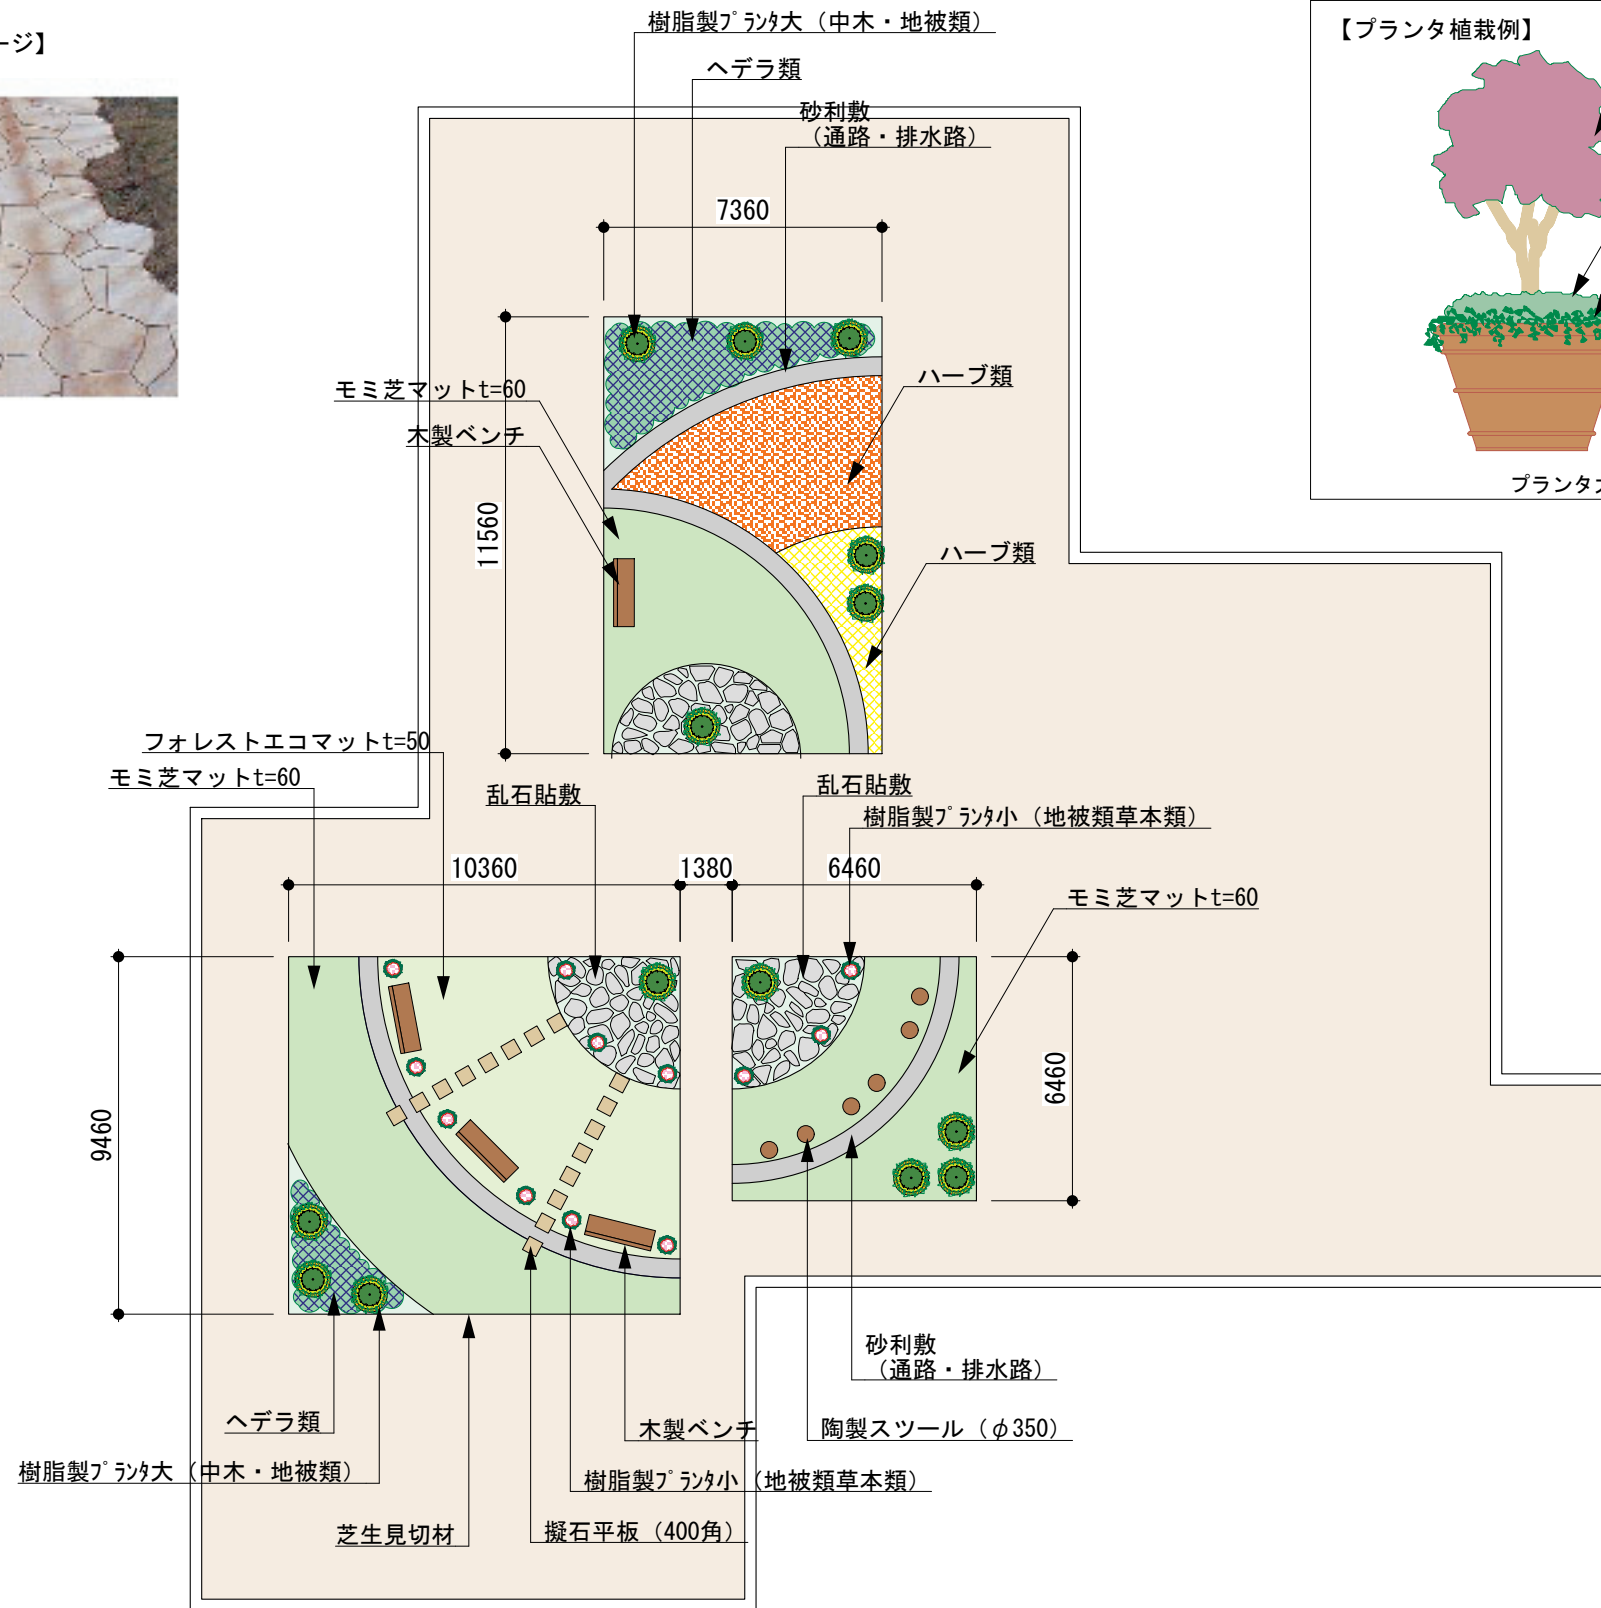 ージ】
樹脂製プランタ大（中木・地被類）
【プランタ植栽例】
ヘデラ類
砂利敷
（通路・排水路）
7360
モミ芝マットt=60
ハーブ類
木製ベンチ
プランタ
11560
ハーブ類
フォレストエコマットt=50
モミ芝マットt=60
乱石貼敷
乱石貼敷
樹脂製プランタ小（地被類草本類）
10360
1380
6460
モミ芝マットt=60
9460
6460
砂利敷
（通路・排水路）
ヘデラ類
木製ベンチ
陶製スツール（φ350）
樹脂製プランタ大（中木・地被類）
樹脂製プランタ小（地被類草本類）
芝生見切材
擬石平板（400角）